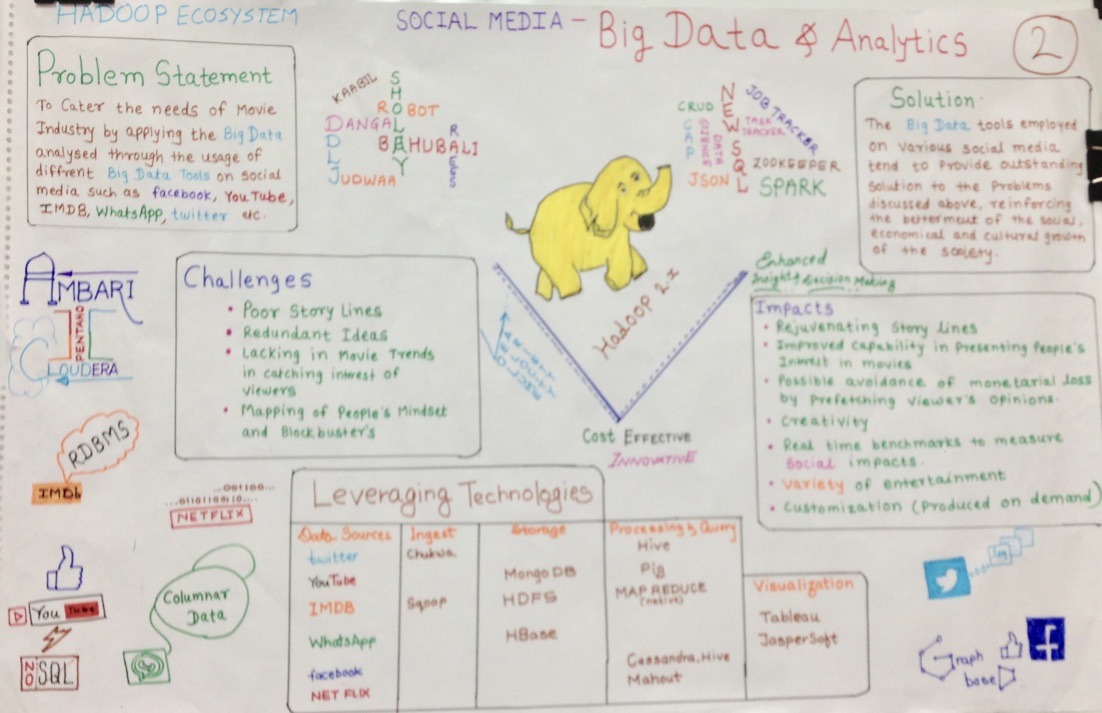 HADOOP ECOSYSTEM
SOCIAL MEDIA - Big Data & Analytics
2
Problem Statement
To Cater the needs of Movie
Industry by applying the Big Data
analysed through the usage of
diffrent Big Data Tools on social
media such as facebook, YouTube,
IMDB, WhatsApp, twitter etc.
KAABIL
SHOLAY
ROBOT
DANGAL
DDLJ
BAHUBALI
RAEES
JUDWAA
NEWSQL
JOB TRACKER
CRUD
CAP
DATA SCIENCE
TASK TRACKER
ZOOKEEPER
JSON
SPARK
Solution:
The Big Data tools employed
on various social media
tend to Provide outstanding
Solution to the Problems
discussed above, reinforcing
the betterment of the social,
economical and cultural growth
of the society.
AMBARI
PENTAHO
CLOUDERA
Challenges
Poor Story Lines
Redundant Ideas
Lacking in Movie Trends
in catching interest of
viewers
Mapping of People's Mindset
and Blockbuster's
Hadoop 2.x
Cost EFFECTIVE
INNOVATIVE
Enhanced
Insight & Decision Making
Impacts
Rejuvenating Story lines
Improved capability in Presenting People's
Interest in movies
Possible avoidance of monetarial loss
by Prefetching viewer's opinions.
Creativity
Real time benchmarks to measure
social impacts.
Variety of entertainment
Customization (Produced on demand)
RDBMS
IMDb
..001100...
...01101100110....
NETFLIX
You Tube
NO SQL
Columnar
Data
Leveraging Technologies
Data Sources Ingest Storage Processing & Query
twitter Chukwa Hive
YouTube MongoDB Pig
IMDB Sqoop HDFS MAP REDUCE
(native)
WhatsApp HBase
facebook Cassandra, Hive
NETFLIX Mahout
Visualization
Tableau
JasperSoft
Graph
base
f